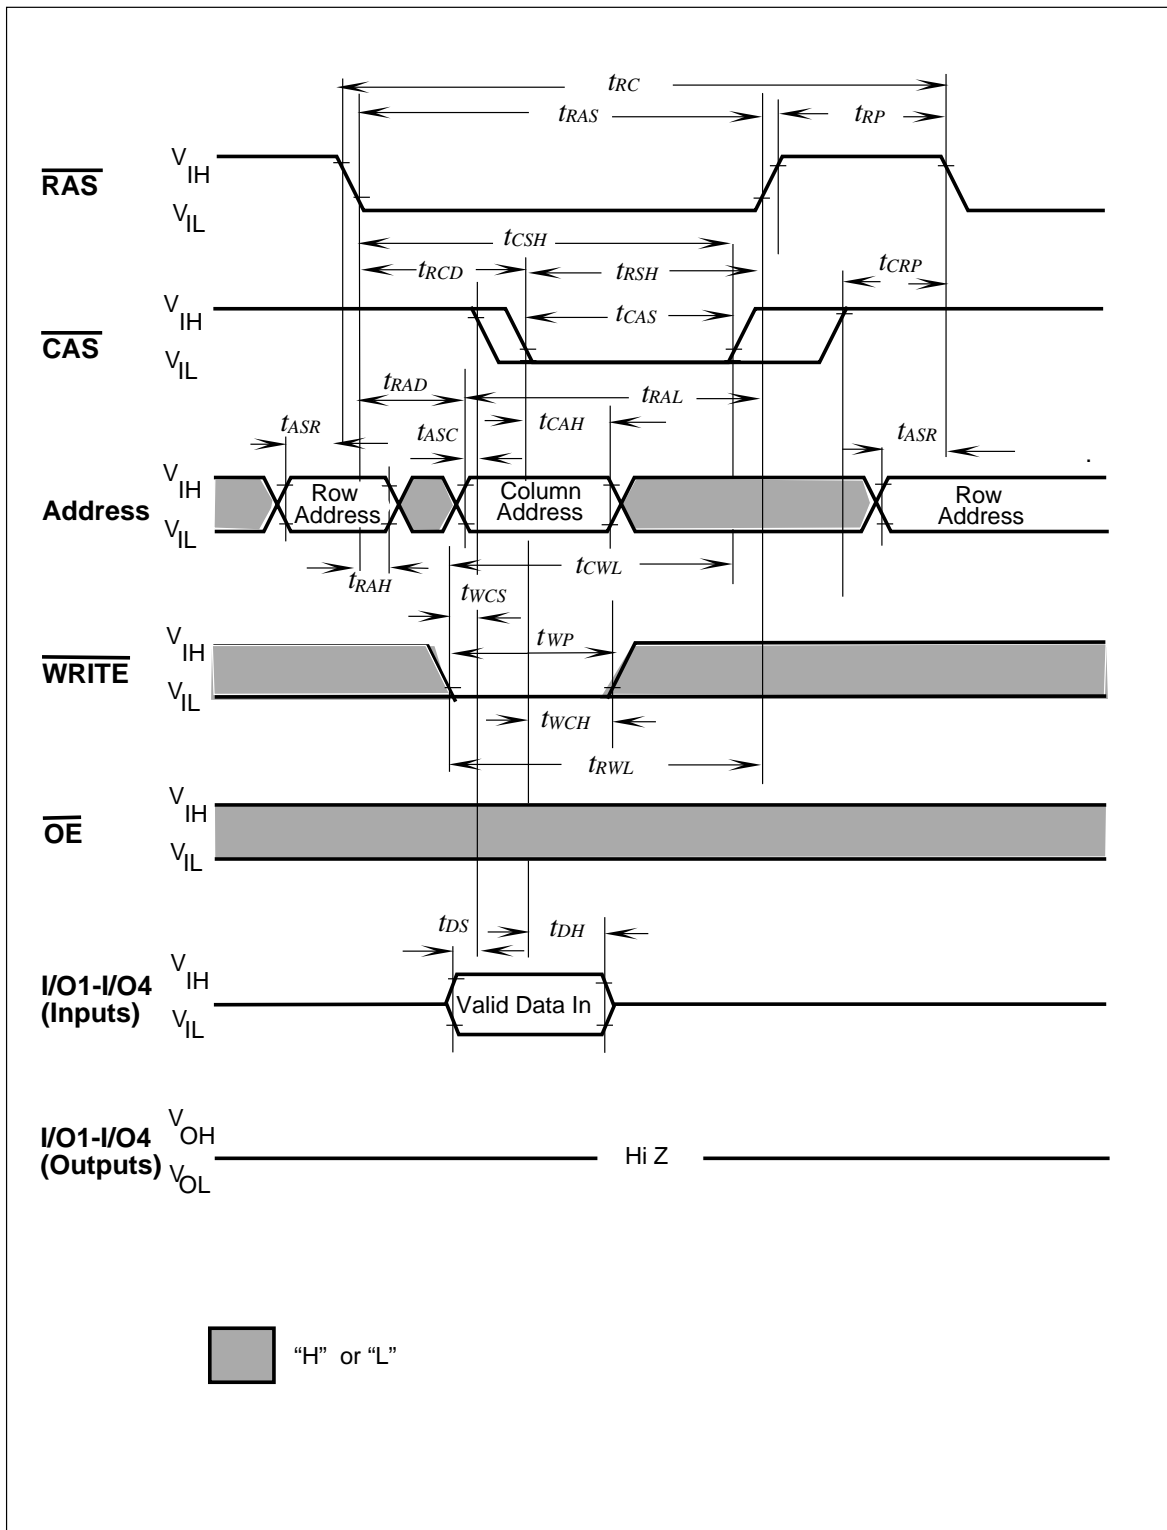 tRC
tRAS
tRP
RAS
VIH
VIL
tCSH
tRCD
tRSH
tCRP
CAS
VIH
VIL
tCAS
tRAD
tRAL
tASR
tASC
tCAH
tASR
Address
VIH
VIL
Row
Address
Column
Address
Row
Address
tRAH
tCWL
tWCS
WRITE
VIH
VIL
tWP
tWCH
tRWL
OE
VIH
VIL
tDS
tDH
I/O1-I/O4
(Inputs)
VIH
VIL
Valid Data In
I/O1-I/O4
(Outputs)
VOH
VOL
Hi Z
“H” or “L”